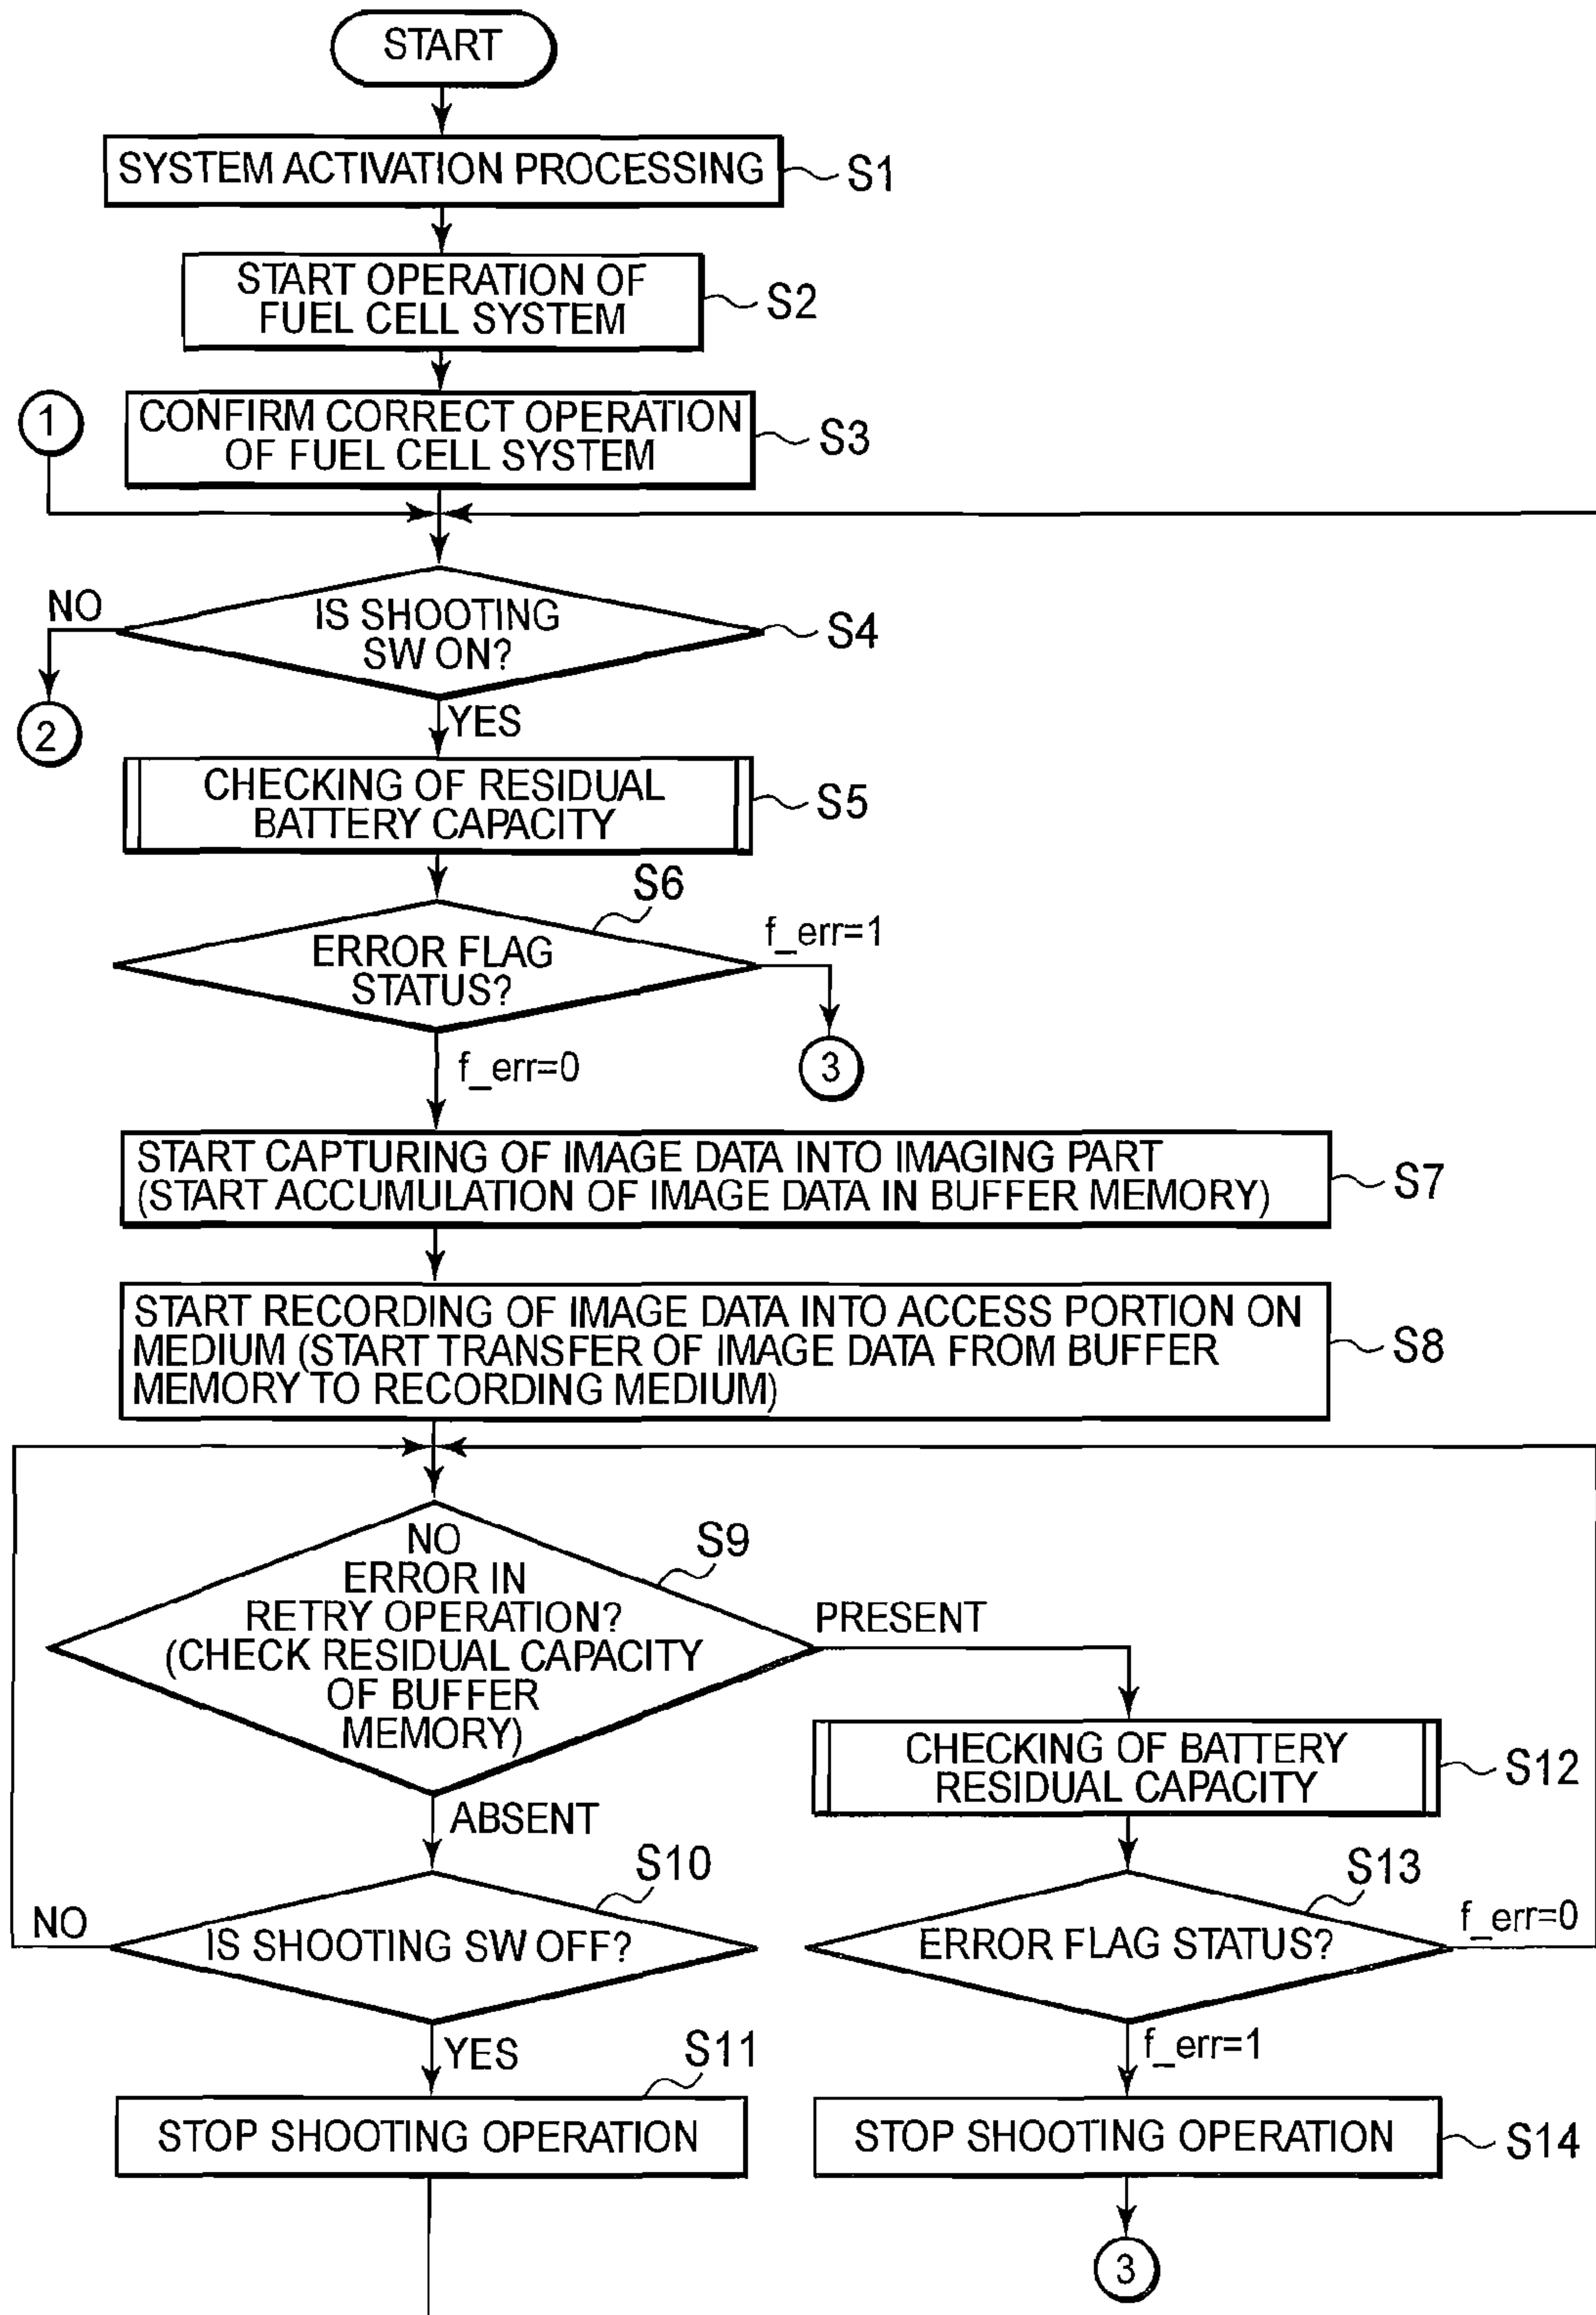 START
SYSTEM ACTIVATION PROCESSING
S1
START OPERATION OF
FUEL CELL SYSTEM
S2
1
CONFIRM CORRECT OPERATION
OF FUEL CELL SYSTEM
S3
IS SHOOTING
SW ON?
S4
NO
2
YES
CHECKING OF RESIDUAL
BATTERY CAPACITY
S5
S6
ERROR FLAG
STATUS?
f_err=1
3
f_err=0
START CAPTURING OF IMAGE DATA INTO IMAGING PART
(START ACCUMULATION OF IMAGE DATA IN BUFFER MEMORY)
S7
START RECORDING OF IMAGE DATA INTO ACCESS PORTION ON
MEDIUM (START TRANSFER OF IMAGE DATA FROM BUFFER
MEMORY TO RECORDING MEDIUM)
S8
NO
ERROR IN
RETRY OPERATION?
(CHECK RESIDUAL CAPACITY
OF BUFFER
MEMORY)
S9
PRESENT
CHECKING OF BATTERY
RESIDUAL CAPACITY
S12
ABSENT
S10
IS SHOOTING SW OFF?
NO
S13
ERROR FLAG STATUS?
f_err=0
YES
S11
f_err=1
STOP SHOOTING OPERATION
STOP SHOOTING OPERATION
S14
3